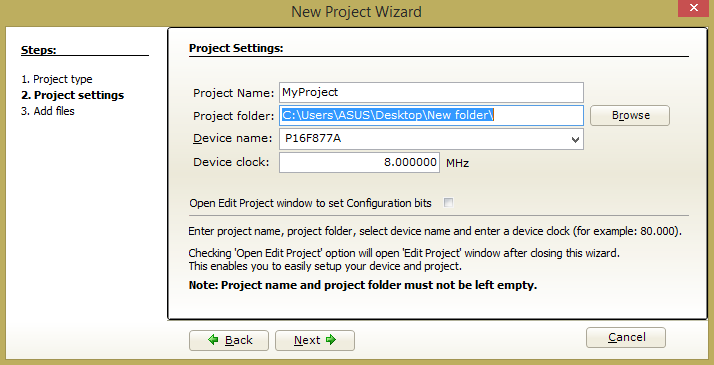 New Project Wizard
Steps:
1. Project type
2. Project settings
3. Add files
Project Settings:
Project Name: MyProject
Project folder: C:\Users\ASUS\Desktop\New folder\ Browse
Device name: P16F877A
Device clock: 8.000000 MHz
Open Edit Project window to set Configuration bits
Enter project name, project folder, select device name and enter a device clock (for example: 80.000).
Checking 'Open Edit Project' option will open 'Edit Project' window after closing this wizard.
This enables you to easily setup your device and project.
Note: Project name and project folder must not be left empty.
Back Next Cancel